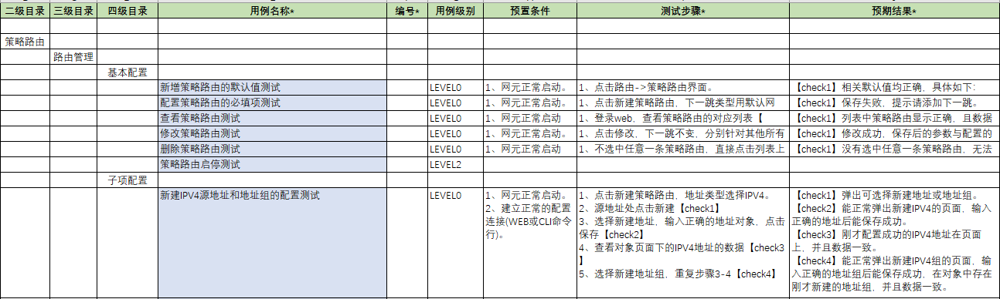 二级目录 三级目录 四级目录 用例名称* 编号* 用例级别 预置条件 测试步骤* 预期结果*
策略路由
路由管理
基本配置
新增策略路由的默认值测试 LEVEL0 1、网元正常启动。 1、点击路由->策略路由界面。 【check1】相关默认值均正确，具体如下：
配置策略路由的必填项测试 LEVEL0 1、网元正常启动。 1、点击新建策略路由，下一跳类型用默认网 【check1】保存失败，提示请添加下一跳。
查看策略路由测试 LEVEL0 1、网元正常启动 1、登录web，查看策略路由的对应列表【 【check1】列表中策略路由显示正确，且数据
修改策略路由测试 LEVEL0 1、网元正常启动 1、点击修改，下一跳不变，分别针对其他所有 【check1】修改成功，保存后的参数与配置的
删除策略路由测试 LEVEL0 1、网元正常启动 1、不选中任意一条策略路由，直接点击列表上 【check1】没有选中任意一条策略路由，无法
策略路由启停测试 LEVEL2
子项配置
新建IPV4源地址和地址组的配置测试 LEVEL0 1、网元正常启动。 1、点击新建策略路由，地址类型选择IPV4。 【check1】弹出可选择新建地址或地址组。
2、建立正常的配置 2、源地址处点击新建【check1】 【check2】能正常弹出新建IPV4的页面，输入
连接(WEB或CLI命令 3、选择新建地址，输入正确的地址对象，点击 正确的地址后能保存成功。
行)。 保存【check2】 【check3】刚才配置成功的IPV4地址在页面
4、查看对象页面下的IPV4地址的数据【check3 上，并且数据一致。
】 【check4】能正常弹出新建IPV4组的页面，输
5、选择新建地址组，重复步骤3-4【check4】 入正确的地址组后能保存成功，在对象中存在
刚才新建的地址组，并且数据一致。